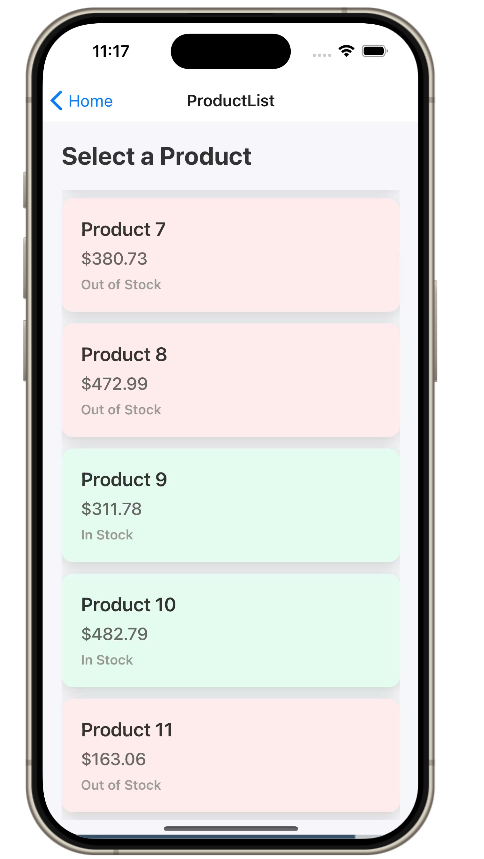 11:17
Home
ProductList
Select a Product
Product 7
$380.73
Out of Stock
Product 8
$472.99
Out of Stock
Product 9
$311.78
In Stock
Product 10
$482.79
In Stock
Product 11
$163.06
Out of Stock